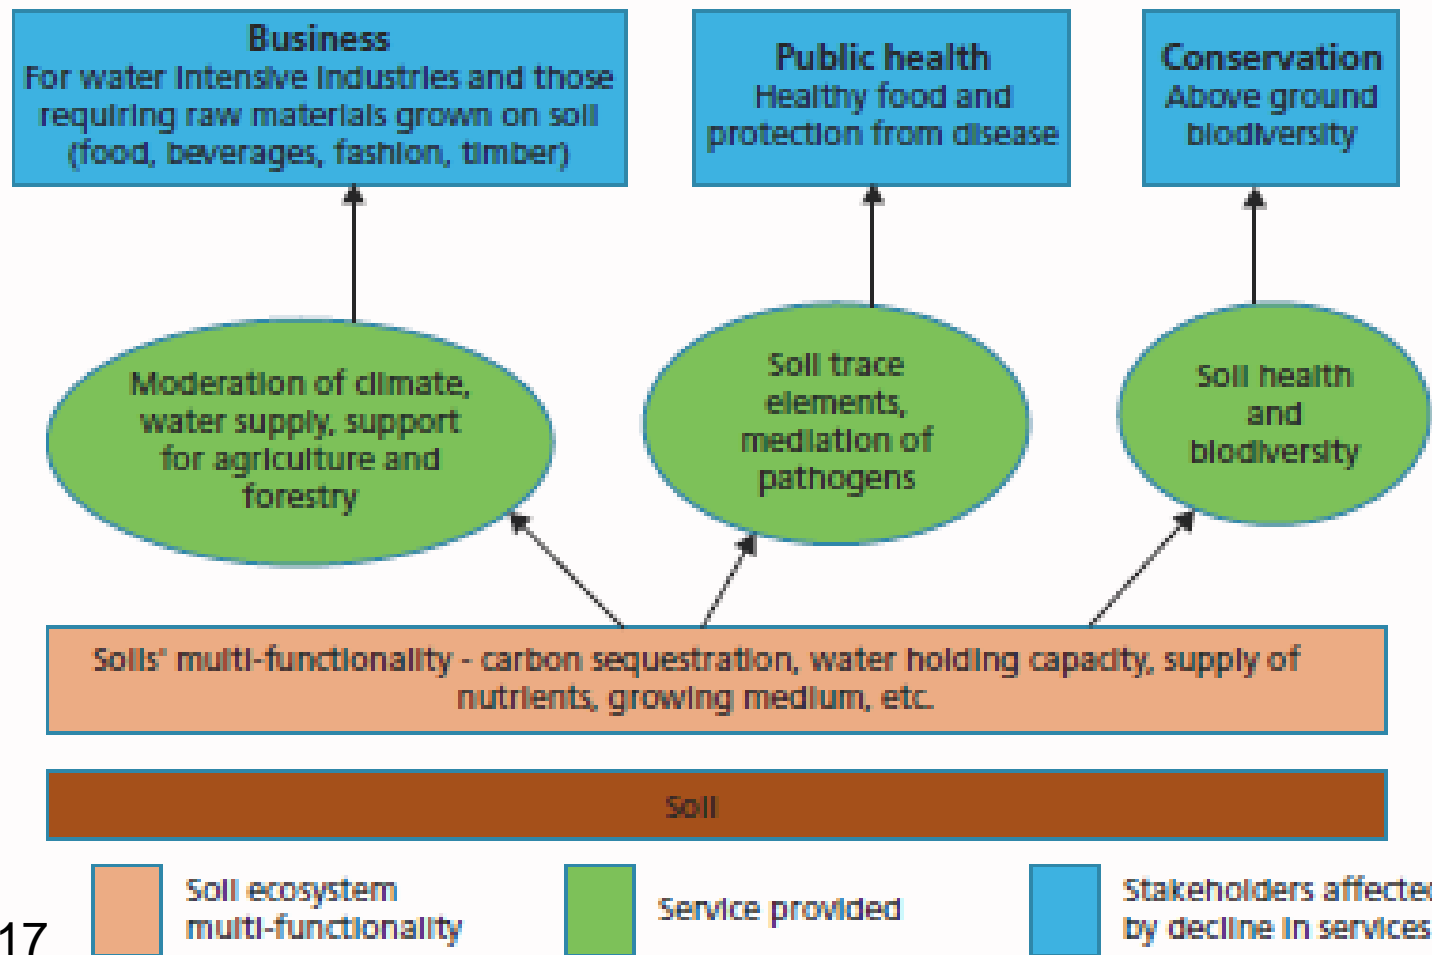 Business
For water intensive industries and those
requiring raw materials grown on soil
(food, beverages, fashion, timber)
Public health
Healthy food and
protection from disease
Conservation
Above ground
biodiversity
Moderation of climate,
water supply, support
for agriculture and
forestry
Soil trace
elements,
mediation of
pathogens
Soil health
and
biodiversity
Soils' multi-functionality - carbon sequestration, water holding capacity, supply of
nutrients, growing medium, etc.
Soil
Soil ecosystem
multi-functionality
Service provided
Stakeholders affected
by decline in services
17